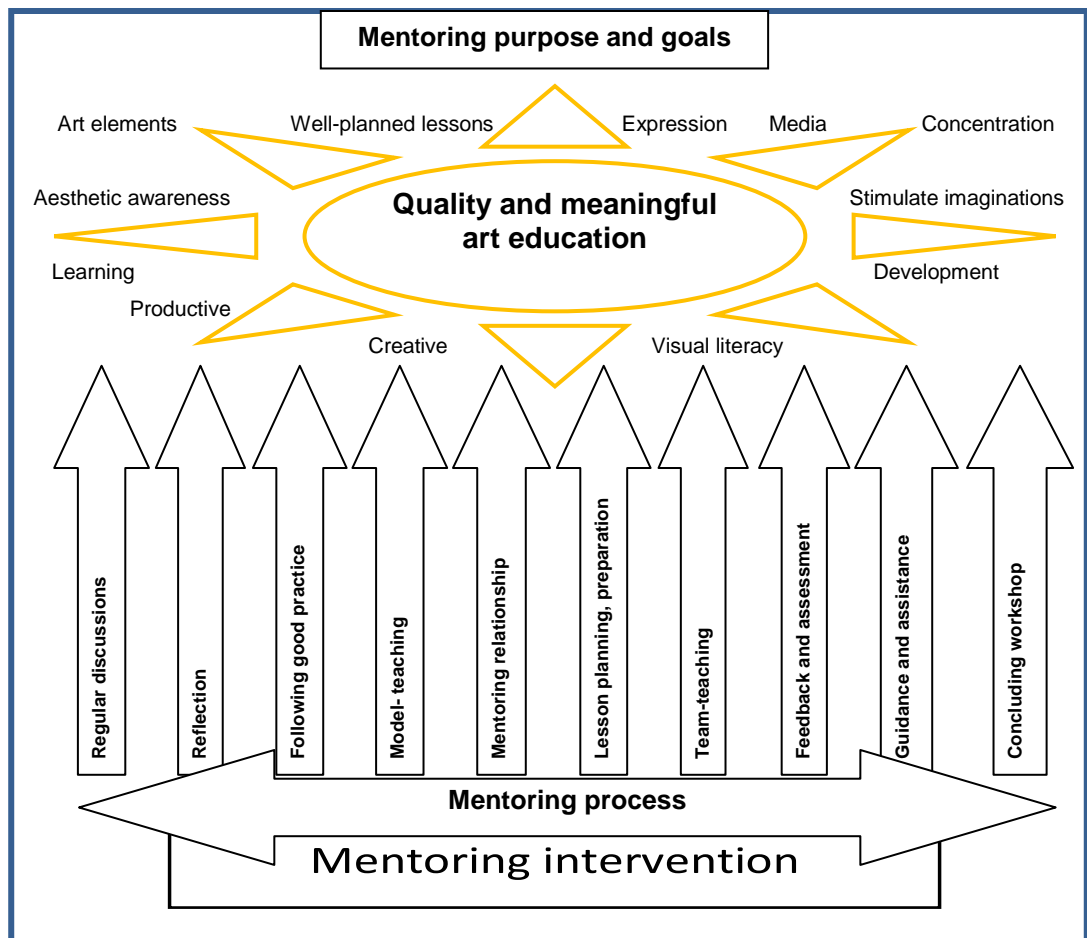 Mentoring purpose and goals
Art elements
Well-planned lessons
Expression
Media
Concentration
Aesthetic awareness
Quality and meaningful
art education
Stimulate imaginations
Learning
Development
Productive
Creative
Visual literacy
Regular discussions
Reflection
Following good practice
Model- teaching
Mentoring relationship
Lesson planning, preparation
Team-teaching
Feedback and assessment
Guidance and assistance
Concluding workshop
Mentoring process
Mentoring intervention